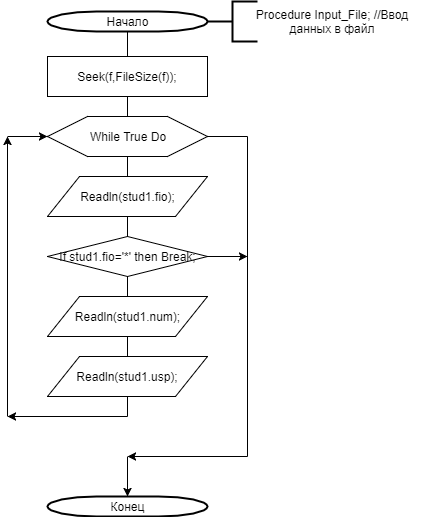 Начало
Procedure Input_File; //Ввод
данных в файл
Seek(f,FileSize(f));
While True Do
Readln(stud1.fio);
If stud1.fio='*' then Break;
Readln(stud1.num);
Readln(stud1.usp);
Конец